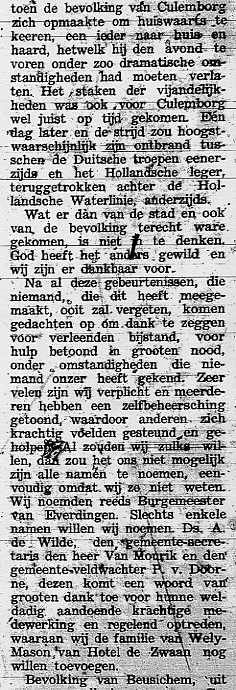 toen de bevolking van Culemborg
zich opmaakte om huiswaarts te
keeren, een ieder naar huis en
haard, hetwelk hij den avond te
voren onder zoo dramatische om-
standigheden had moeten verla-
ten. Het staken der vijandelijk-
heden was ook voor Culemborg
wel juist op tijd gekomen. Eén
dag later en de strijd zou hoogst-
waarschijnlijk zijn ontbrand tus-
schen de Duitsche troepen eener-
zijds en het Hollandsche leger,
teruggetrokken achter de Hol-
landsche Waterlinie, anderzijds.
Wat er dan van de stad en ook
van de bevolking terecht ware
gekomen, is niet te denken.
God heeft het anders gewild en
wij zijn er dankbaar voor.
Na al deze gebeurtenissen, die
niemand, die dit heeft meege-
maakt, ooit zal vergeten, komen
gedachten op om dank te zeggen
voor verleenden bijstand, voor
hulp betoond in grooten nood,
onder omstandigheden die nie-
mand onzer heeft gekend. Zeer
velen zijn wij verplicht en meerde-
ren hebben een zelfbeheersching
getoond, waardoor anderen zich
krachtig voelden gesteund en ge-
holpen. Al zouden wij zulks wil-
len, dan zou het ons niet mogelijk
zijn alle namen te noemen, een-
voudig omdat wij ze niet weten.
Wij noemden reeds Burgemeester
van Everdingen. Slechts enkele
namen willen wij noemen. Ds. A.
de Wilde, den gemeente-secre-
taris den heer Van Mourik en den
gemeente-veldwachter P. v. Door-
ne, dezen komt een woord van
grooten dank toe voor hunne wel-
dadig aandoende krachtige me-
dewerking en regelend optreden,
waaraan wij de familie van Wely-
Mason, van Hotel de Zwaan nog
willen toevoegen.
Bevolking van Beusichem, uit